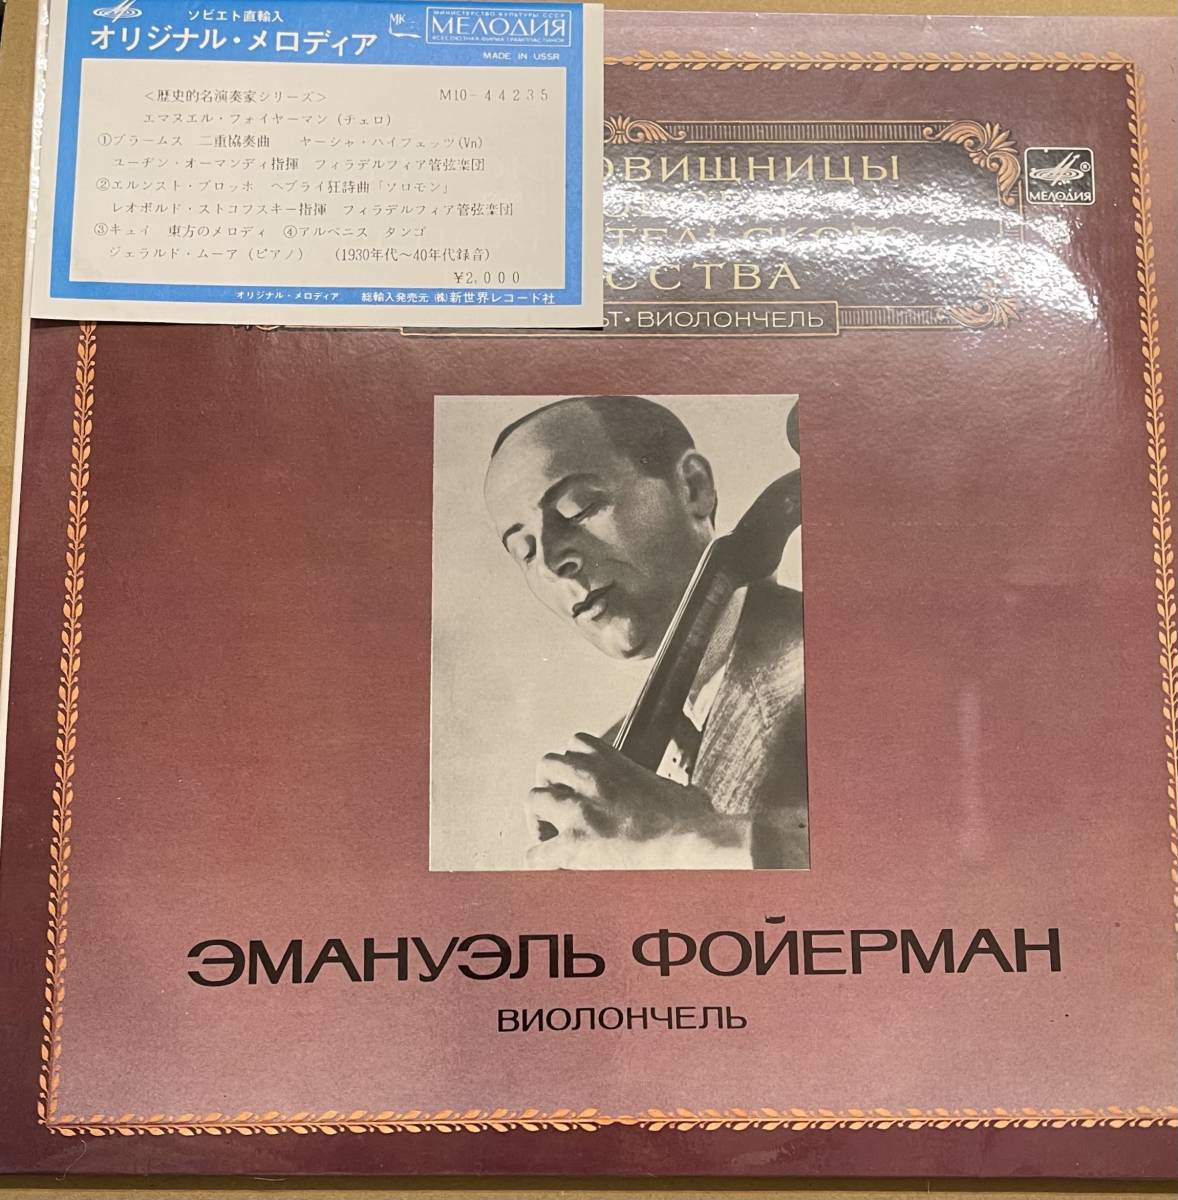 ソビエト直輸入
オリジナル・メロディア
МИНИСТЕРСТВО КУЛЬТУРЫ СССР
МЕЛОДИЯ
ВСЕСОЮЗНАЯ ФИРМА ГРАМПЛАСТИНОК
MADE IN USSR
<歴史的名演奏家シリーズ> M10-44235
エマヌエル・フォイヤーマン(チェロ)
①ブラームス 二重協奏曲 ヤーシャ・ハイフェッツ(Vn)
ユーヂン・オーマンディ指揮 フィラデルフィア管弦楽団
②エルンスト・ブロッホ ヘブライ狂詩曲「ソロモン」
レオポルド・ストコフスキー指揮 フィラデルフィア管弦楽団
③キュイ 東方のメロディ ④アルベニス タンゴ
ジェラルド・ムーア(ピアノ) (1930年代〜40年代録音)
¥2,000
オリジナル・メロディア 総輸入発売元 (株)新世界レコード社
ОВИЩНИЦЫ
МЕЛОДИЯ
ТЕЛЬСКОГО
ССТВА
ЬТ·ВИОЛОНЧЕЛЬ
ЭМАНУЭЛЬ ФОЙЕРМАН
ВИОЛОНЧЕЛЬ